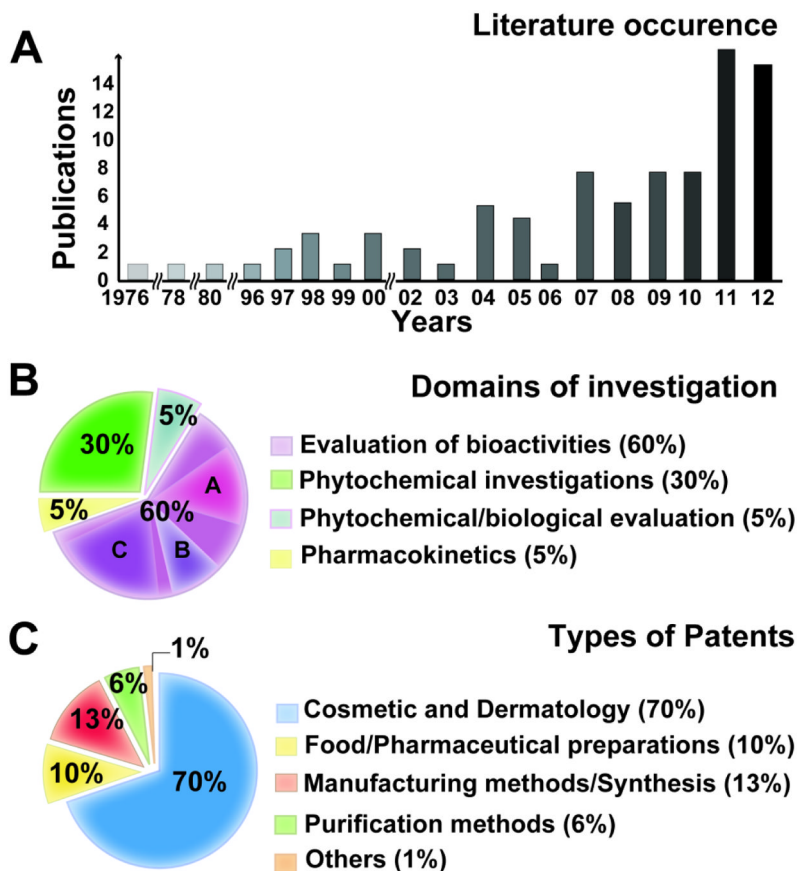 A
Literature occurence
Publications
14
12
10
8
6
4
2
0
1976 78 80 96 97 98 99 00 02 03 04 05 06 07 08 09 10 11 12
Years
B
Domains of investigation
30%
5%
5%
60%
A
B
C
Evaluation of bioactivities (60%)
Phytochemical investigations (30%)
Phytochemical/biological evaluation (5%)
Pharmacokinetics (5%)
C
Types of Patents
1%
6%
13%
10%
70%
Cosmetic and Dermatology (70%)
Food/Pharmaceutical preparations (10%)
Manufacturing methods/Synthesis (13%)
Purification methods (6%)
Others (1%)